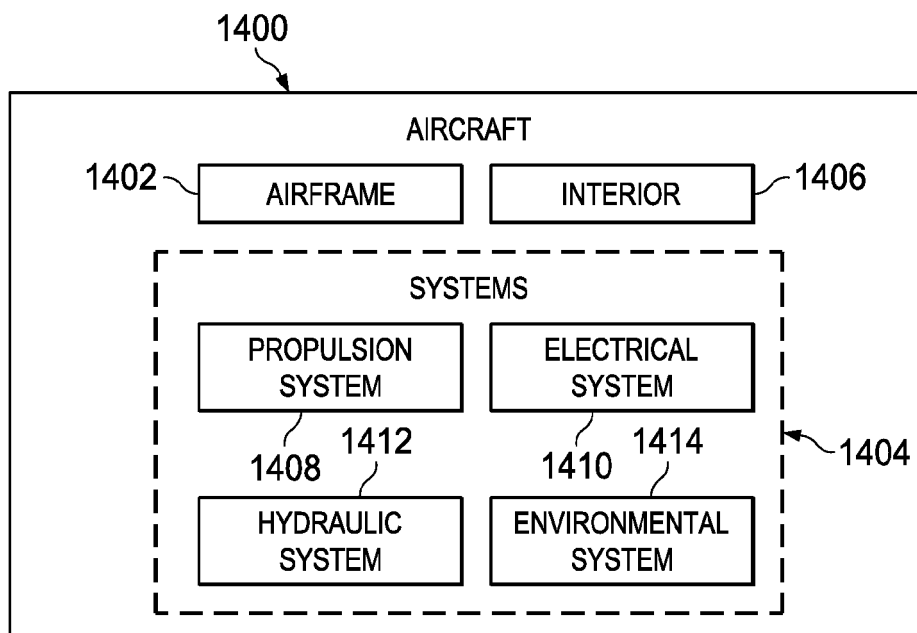 1400
AIRCRAFT
1402
AIRFRAME
INTERIOR
1406
SYSTEMS
PROPULSION
SYSTEM
ELECTRICAL
SYSTEM
1408
1412
1410
1414
1404
HYDRAULIC
SYSTEM
ENVIRONMENTAL
SYSTEM